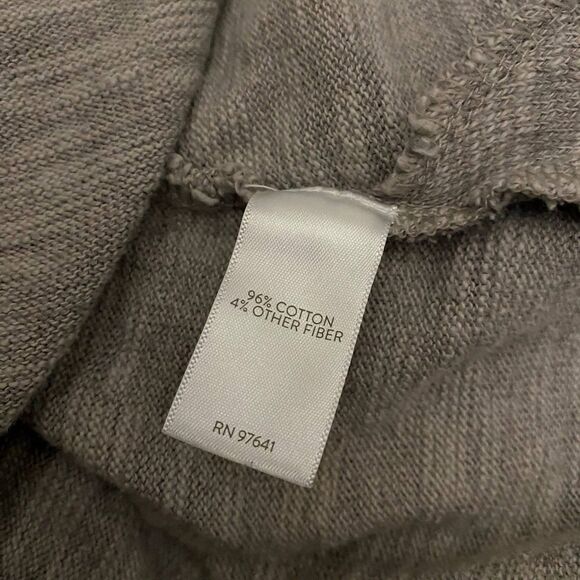 96% COTTON
4% OTHER FIBER
RN 97641